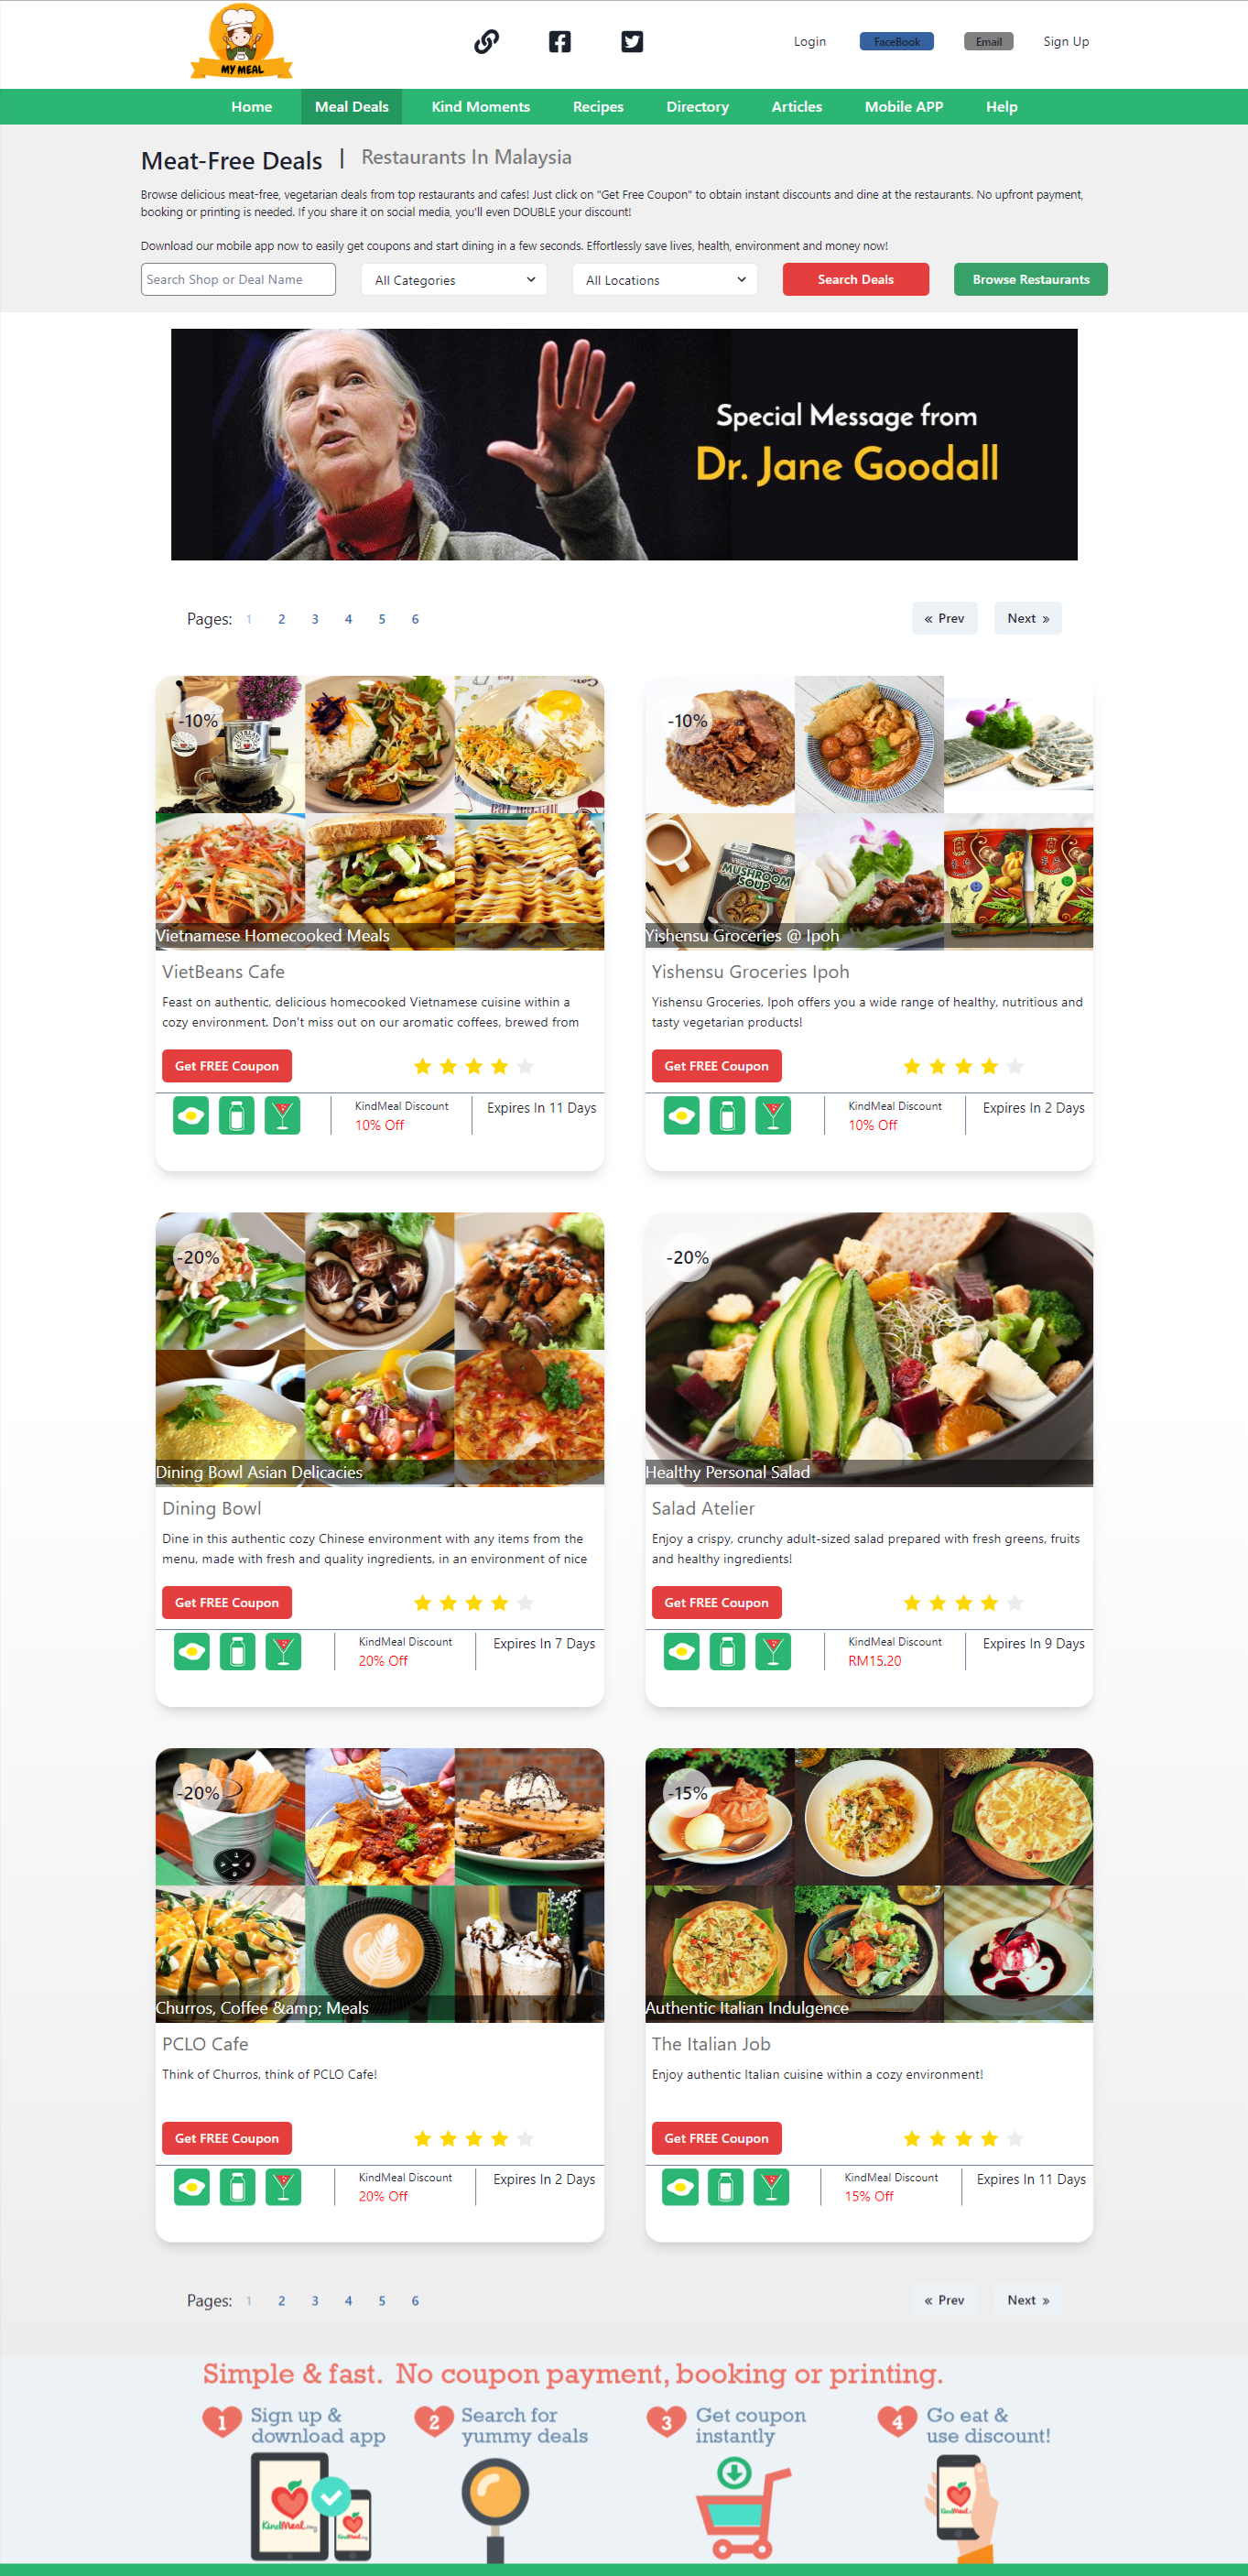 MY MEAL
Login
FaceBook
Email
Sign Up
Home
Meal Deals
Kind Moments
Recipes
Directory
Articles
Mobile APP
Help
Meat-Free Deals | Restaurants In Malaysia
Browse delicious meat-free, vegetarian deals from top restaurants and cafes! Just click on "Get Free Coupon" to obtain instant discounts and dine at the restaurants. No upfront payment,
booking or printing is needed. If you share it on social media, you'll even DOUBLE your discount!
Download our mobile app now to easily get coupons and start dining in a few seconds. Effortlessly save lives, health, environment and money now!
Search Shop or Deal Name
All Categories
All Locations
Search Deals
Browse Restaurants
Special Message from
Dr. Jane Goodall
Pages: 1 2 3 4 5 6
« Prev
Next »
-10%
Vietnamese Homecooked Meals
VietBeans Cafe
Feast on authentic, delicious homecooked Vietnamese cuisine within a
cozy environment. Don't miss out on our aromatic coffees, brewed from
Get FREE Coupon
KindMeal Discount
10% Off
Expires In 11 Days
-10%
MUSHROOM
SOUP
Yishensu Groceries @ Ipoh
Yishensu Groceries Ipoh
Yishensu Groceries, Ipoh offers you a wide range of healthy, nutritious and
tasty vegetarian products!
Get FREE Coupon
KindMeal Discount
10% Off
Expires In 2 Days
-20%
Dining Bowl Asian Delicacies
Dining Bowl
Dine in this authentic cozy Chinese environment with any items from the
menu, made with fresh and quality ingredients, in an environment of nice
Get FREE Coupon
KindMeal Discount
20% Off
Expires In 7 Days
-20%
Healthy Personal Salad
Salad Atelier
Enjoy a crispy, crunchy adult-sized salad prepared with fresh greens, fruits
and healthy ingredients!
Get FREE Coupon
KindMeal Discount
RM15.20
Expires In 9 Days
-20%
Churros, Coffee &amp; Meals
PCLO Cafe
Think of Churros, think of PCLO Cafe!
Get FREE Coupon
KindMeal Discount
20% Off
Expires In 2 Days
-15%
Authentic Italian Indulgence
The Italian Job
Enjoy authentic Italian cuisine within a cozy environment!
Get FREE Coupon
KindMeal Discount
15% Off
Expires In 11 Days
Pages: 1 2 3 4 5 6
« Prev
Next »
Simple & fast. No coupon payment, booking or printing.
1 Sign up &
download app
2 Search for
yummy deals
3 Get coupon
instantly
4 Go eat &
use discount!
KindMeal.my
KindMeal.my
KindMeal.my